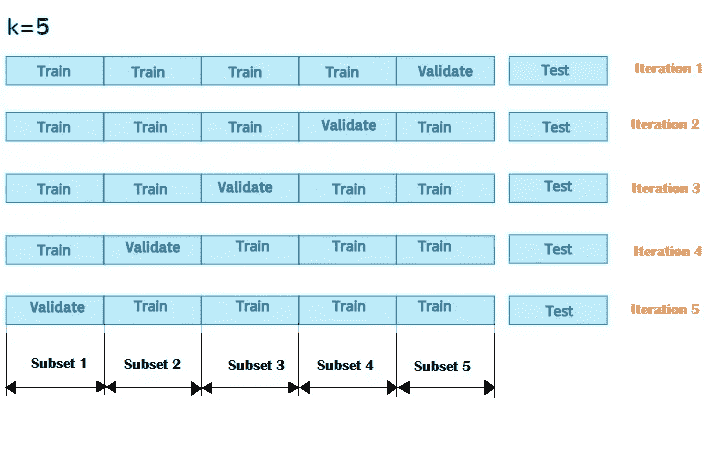 k=5
Train Train Train Train Validate Test Iteration 1
Train Train Train Validate Train Test Iteration 2
Train Train Validate Train Train Test Iteration 3
Train Validate Train Train Train Test Iteration 4
Validate Train Train Train Train Test Iteration 5
Subset 1 Subset 2 Subset 3 Subset 4 Subset 5